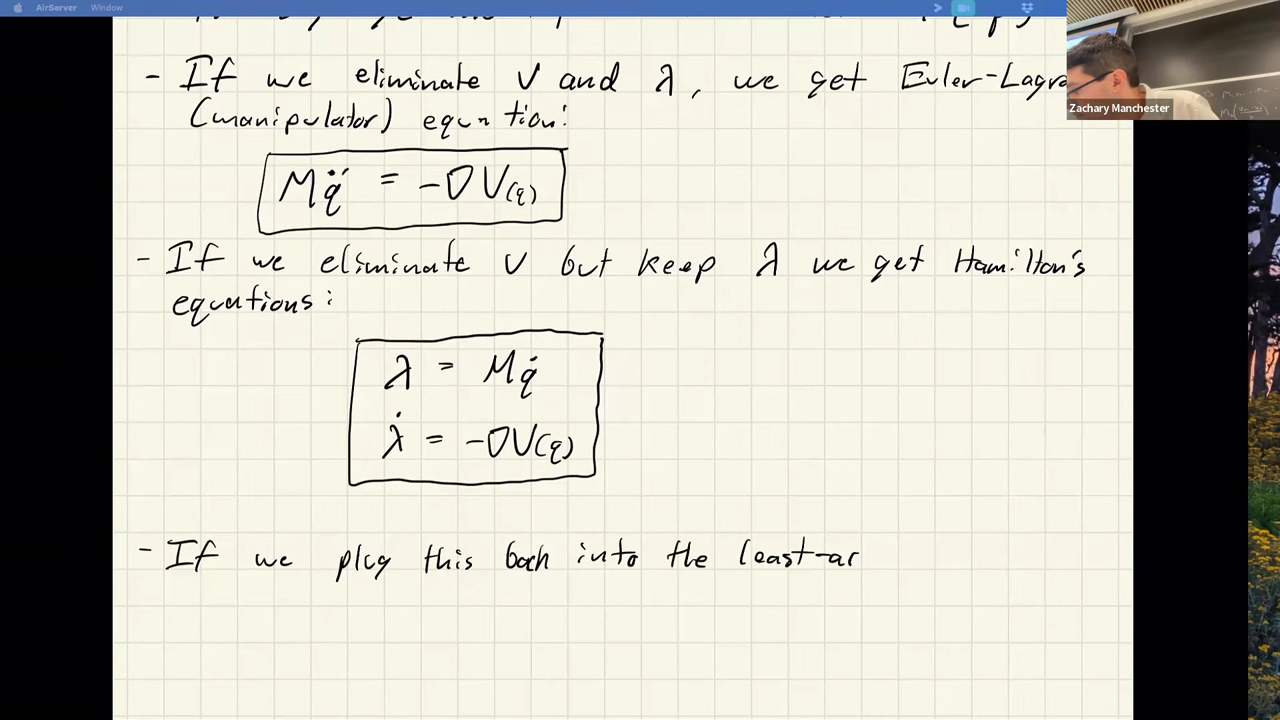 AirServer Window
- If we eliminate v and λ, we get Euler-Lagra
(manipulator) equation:
Mq̈ = -∇V(q)
- If we eliminate v but keep λ we get Hamilton's
equations:
λ = Mq̇
λ̇ = -∇V(q)
- If we plug this back into the least-ac
Zachary Manchester